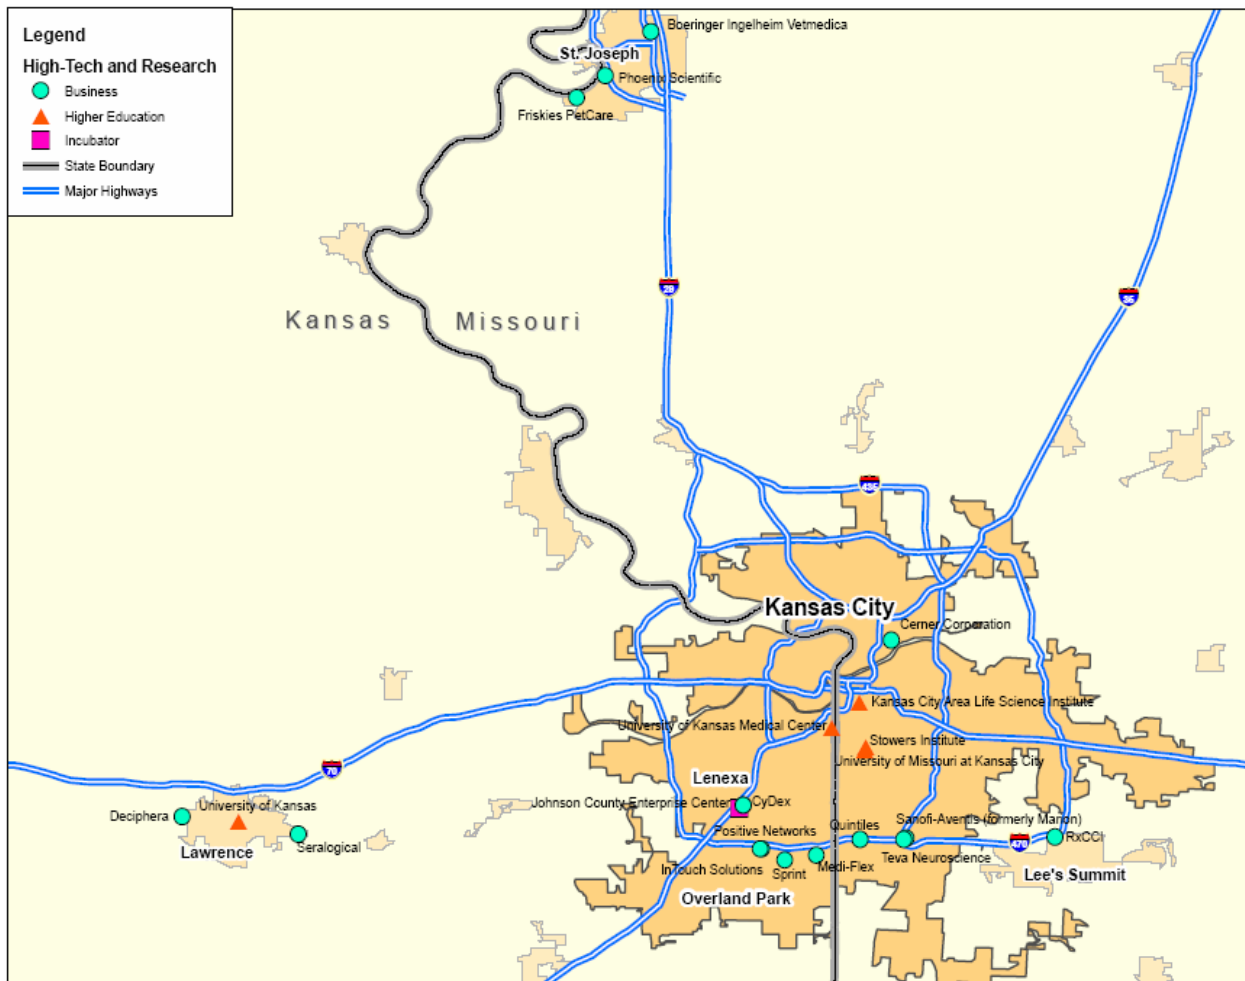 Legend
High-Tech and Research
Business
Higher Education
Incubator
State Boundary
Major Highways
Boeringer Ingelheim Vetmedica
St. Joseph
Phoenix Scientific
Friskies PetCare
29
35
Kansas
Missouri
435
Kansas City
Cerner Corporation
Kansas City Area Life Science Institute
University of Kansas Medical Center
Stowers Institute
University of Missouri at Kansas City
70
Lenexa
Johnson County Enterprise Center
CyDex
University of Kansas
Deciphera
Seralogical
Lawrence
Positive Networks
Quintiles
Sanofi-Aventis (formerly Marion)
470
RxCCI
InTouch Solutions
Sprint
Medi-Flex
Teva Neuroscience
Lee's Summit
Overland Park